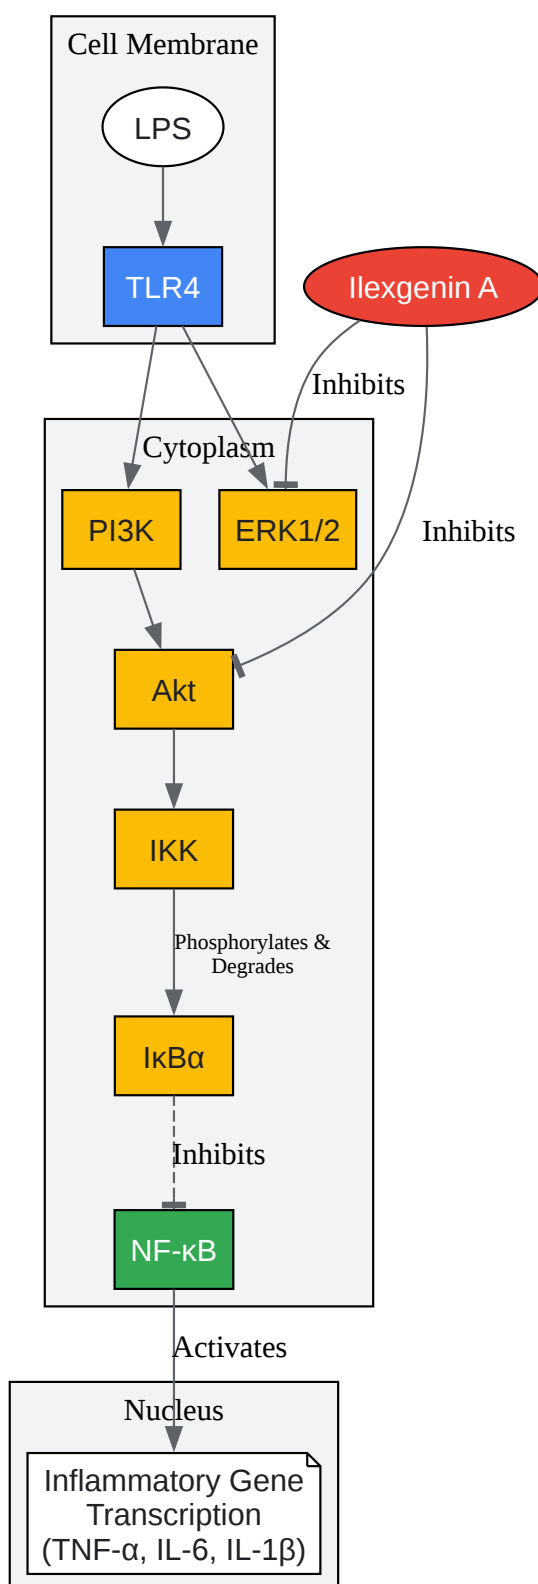 Cell Membrane
LPS
TLR4
Ilexgenin A
Inhibits
Cytoplasm
PI3K
ERK1/2
Inhibits
Akt
IKK
Phosphorylates &
Degrades
IκBα
Inhibits
NF-κB
Activates
Nucleus
Inflammatory Gene
Transcription
(TNF-α, IL-6, IL-1β)